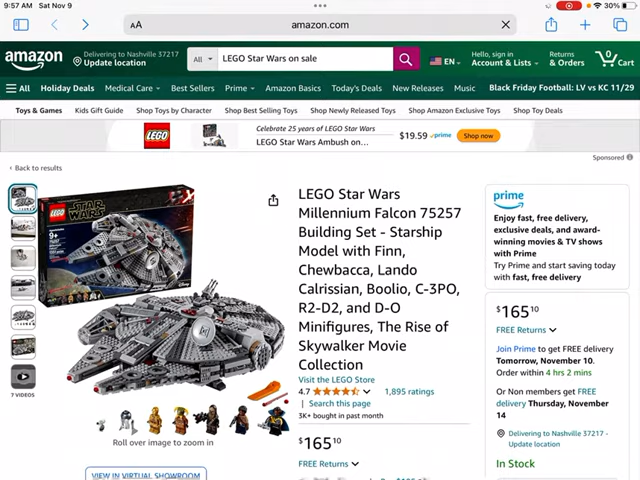 9:57 AM Sat Nov 9
30%
AA
amazon.com
amazon
Delivering to Nashville 37217
Update location
All
LEGO Star Wars on sale
EN
Hello, sign in
Account & Lists
Returns
& Orders
0
Cart
All
Holiday Deals
Medical Care
Best Sellers
Prime
Amazon Basics
Today's Deals
New Releases
Music
Black Friday Football: LV vs KC 11/29
Toys & Games
Kids Gift Guide
Shop Toys by Character
Shop Best Selling Toys
Shop Newly Released Toys
Shop Amazon Exclusive Toys
Shop Toy Deals
LEGO
Celebrate 25 years of LEGO Star Wars
LEGO Star Wars Ambush on...
$19.59
prime
Shop now
Sponsored
‹ Back to results
LEGO
STAR WARS
9+
75257
7 VIDEOS
Roll over image to zoom in
VIEW IN VIRTUAL SHOWROOM
LEGO Star Wars
Millennium Falcon 75257
Building Set - Starship
Model with Finn,
Chewbacca, Lando
Calrissian, Boolio, C-3PO,
R2-D2, and D-O
Minifigures, The Rise of
Skywalker Movie
Collection
Visit the LEGO Store
4.7
1,895 ratings
| Search this page
3K+ bought in past month
$16510
FREE Returns
prime
Enjoy fast, free delivery,
exclusive deals, and award-
winning movies & TV shows
with Prime
Try Prime and start saving today
with fast, free delivery
$16510
FREE Returns
Join Prime to get FREE delivery
Tomorrow, November 10.
Order within 4 hrs 2 mins
Or Non members get FREE
delivery Thursday, November
14
Delivering to Nashville 37217 -
Update location
In Stock